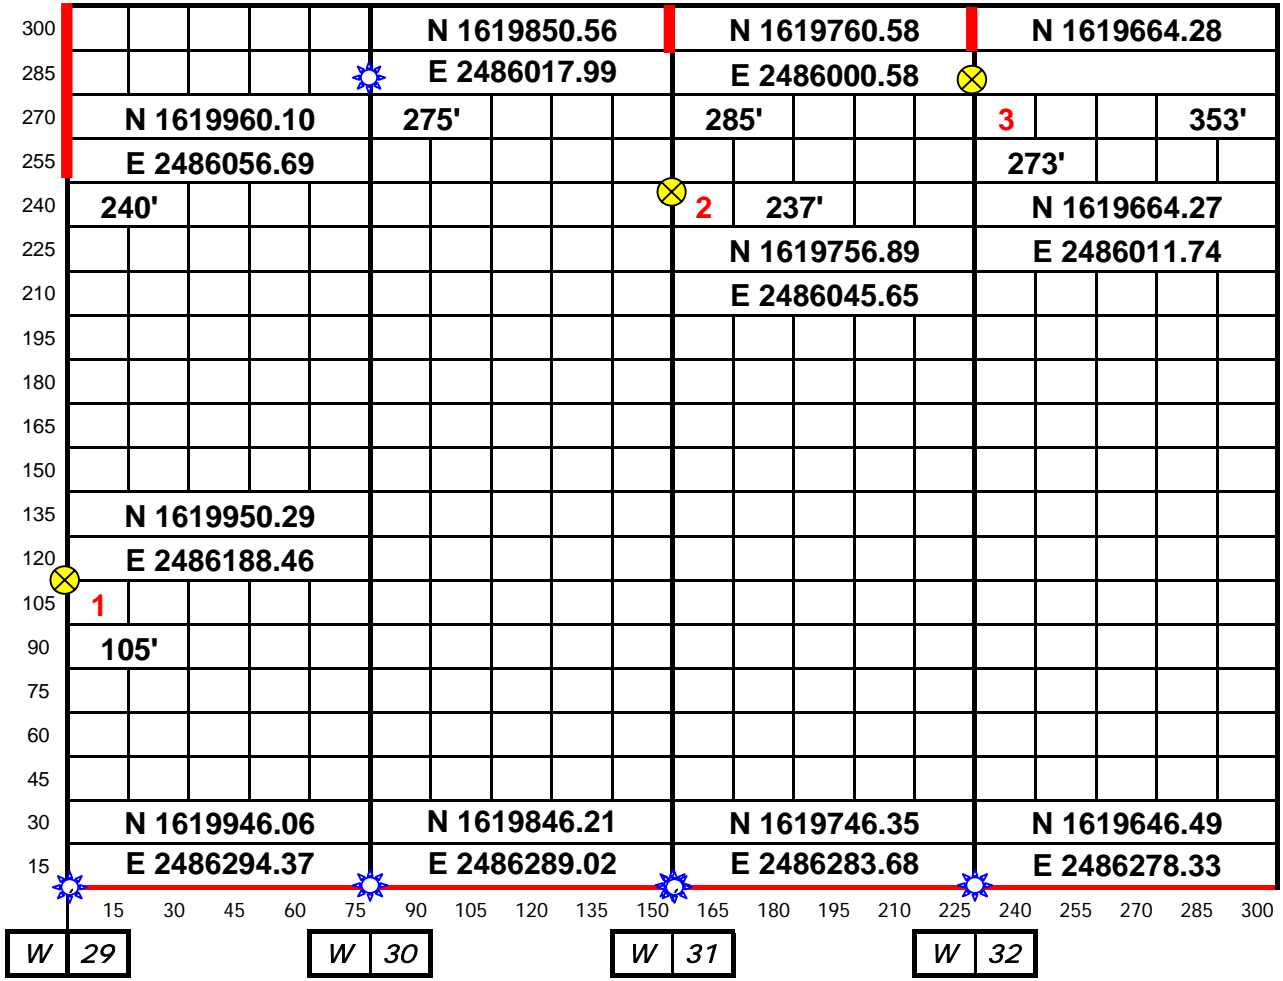 300 N 1619850.56 N 1619760.58 N 1619664.28
285 E 2486017.99 E 2486000.58
270 N 1619960.10 275' 285' 3 353'
255 E 2486056.69 273'
240 240' 2 237' N 1619664.27
225 N 1619756.89 E 2486011.74
210 E 2486045.65
195
180
165
150
135 N 1619950.29
120 E 2486188.46
105 1
90 105'
75
60
45
30 N 1619946.06 N 1619846.21 N 1619746.35 N 1619646.49
15 E 2486294.37 E 2486289.02 E 2486283.68 E 2486278.33
15 30 45 60 75 90 105 120 135 150 165 180 195 210 225 240 255 270 285 300
W 29 W 30 W 31 W 32